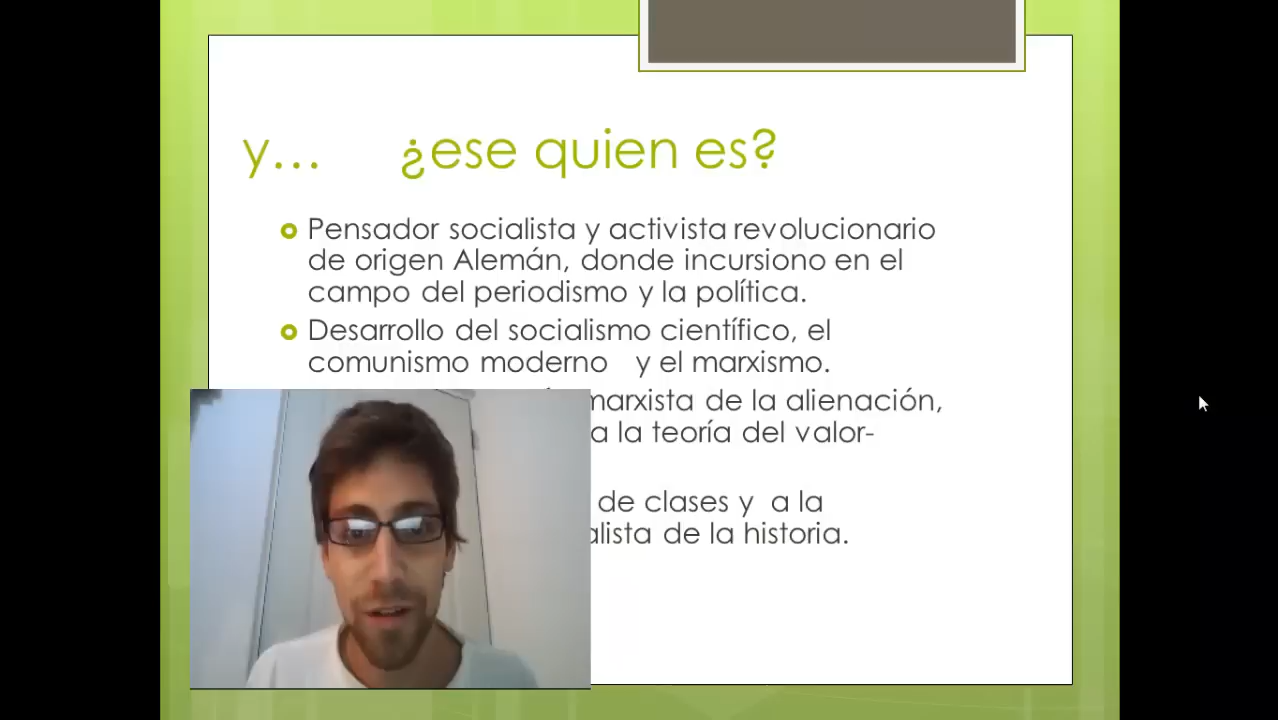 y... ¿ese quien es?
Pensador socialista y activista revolucionario
de origen Alemán, donde incursiono en el
campo del periodismo y la política.
Desarrollo del socialismo científico, el
comunismo moderno y el marxismo.
marxista de la alienación,
a la teoría del valor-
de clases y a la
de la historia.